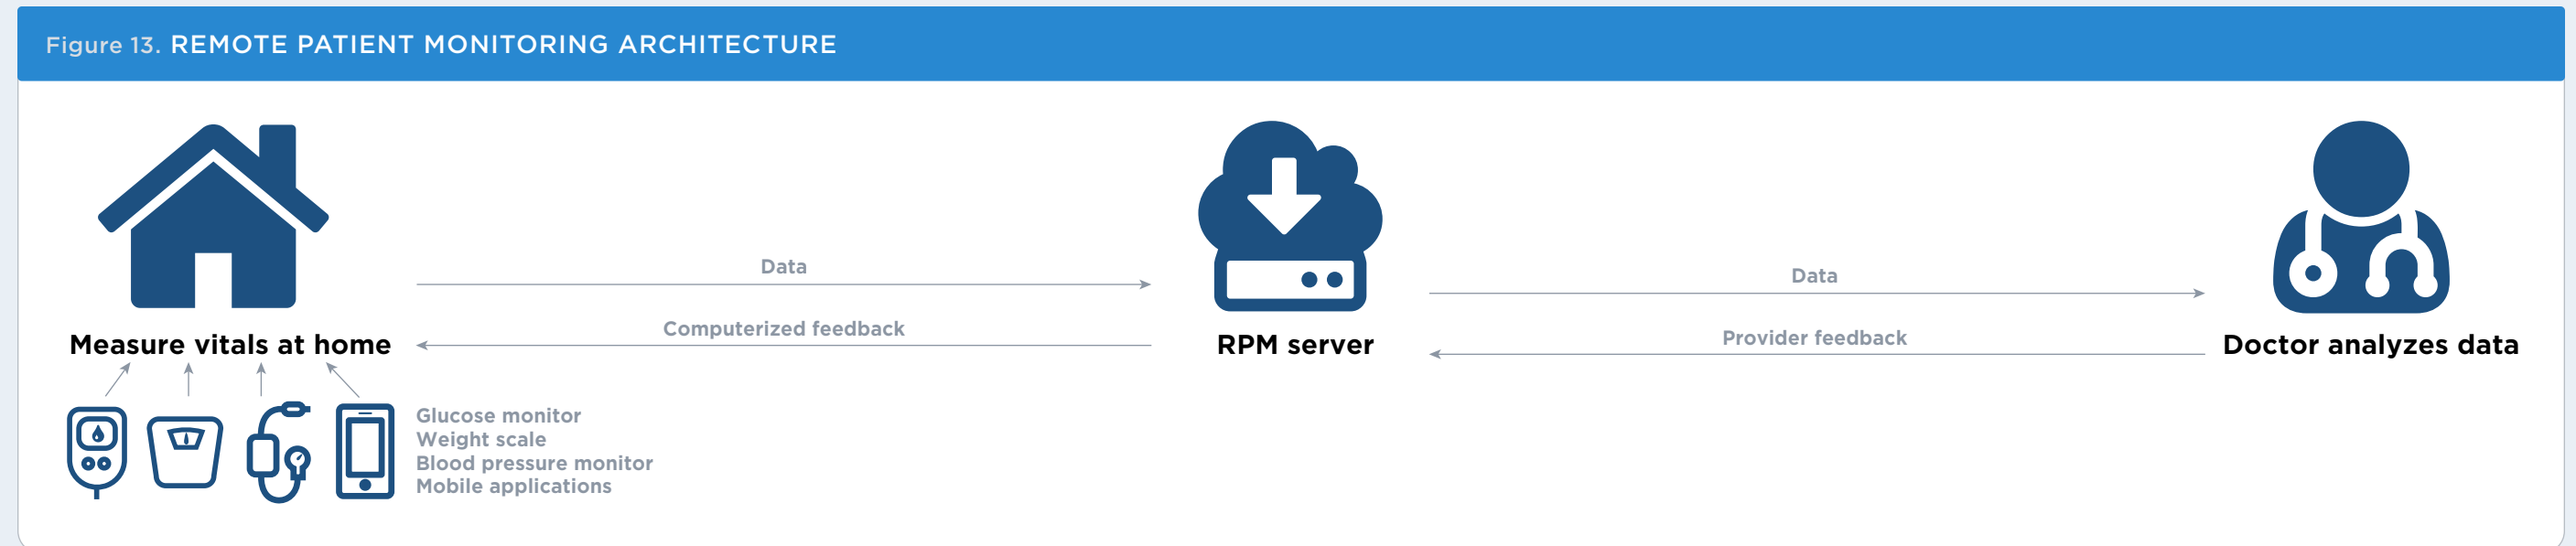 Figure 13. REMOTE PATIENT MONITORING ARCHITECTURE
Data
Computerized feedback
Data
Provider feedback
Measure vitals at home
RPM server
Doctor analyzes data
Glucose monitor
Weight scale
Blood pressure monitor
Mobile applications